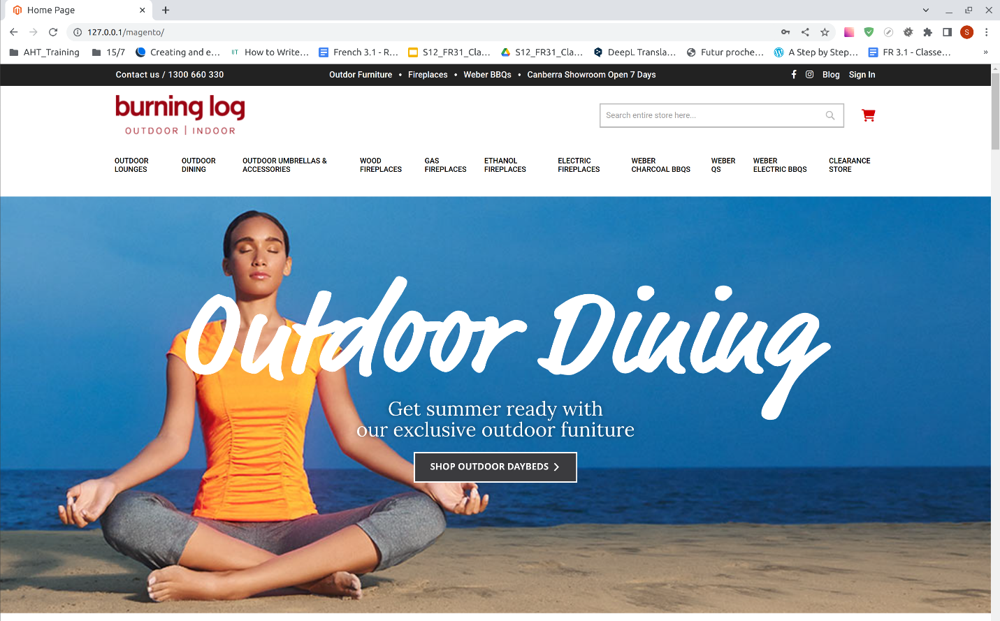 Home Page
127.0.0.1/magento/
S
AHT_Training
15/7
Creating and e...
UT How to Write...
French 3.1 - R...
S12_FR31_Cla...
S12_FR31_Cla...
DeepL Transla...
Futur proche...
A Step by Step...
FR 3.1 - Classe...
»
Contact us / 1300 660 330
Outdor Furniture • Fireplaces • Weber BBQs • Canberra Showroom Open 7 Days
Blog Sign In
burning log
OUTDOOR | INDOOR
Search entire store here...
OUTDOOR
LOUNGES
OUTDOOR
DINING
OUTDOOR UMBRELLAS &
ACCESSORIES
WOOD
FIREPLACES
GAS
FIREPLACES
ETHANOL
FIREPLACES
ELECTRIC
FIREPLACES
WEBER
CHARCOAL BBQS
WEBER
QS
WEBER
ELECTRIC BBQS
CLEARANCE
STORE
Outdoor Dining
Get summer ready with
our exclusive outdoor funiture
SHOP OUTDOOR DAYBEDS